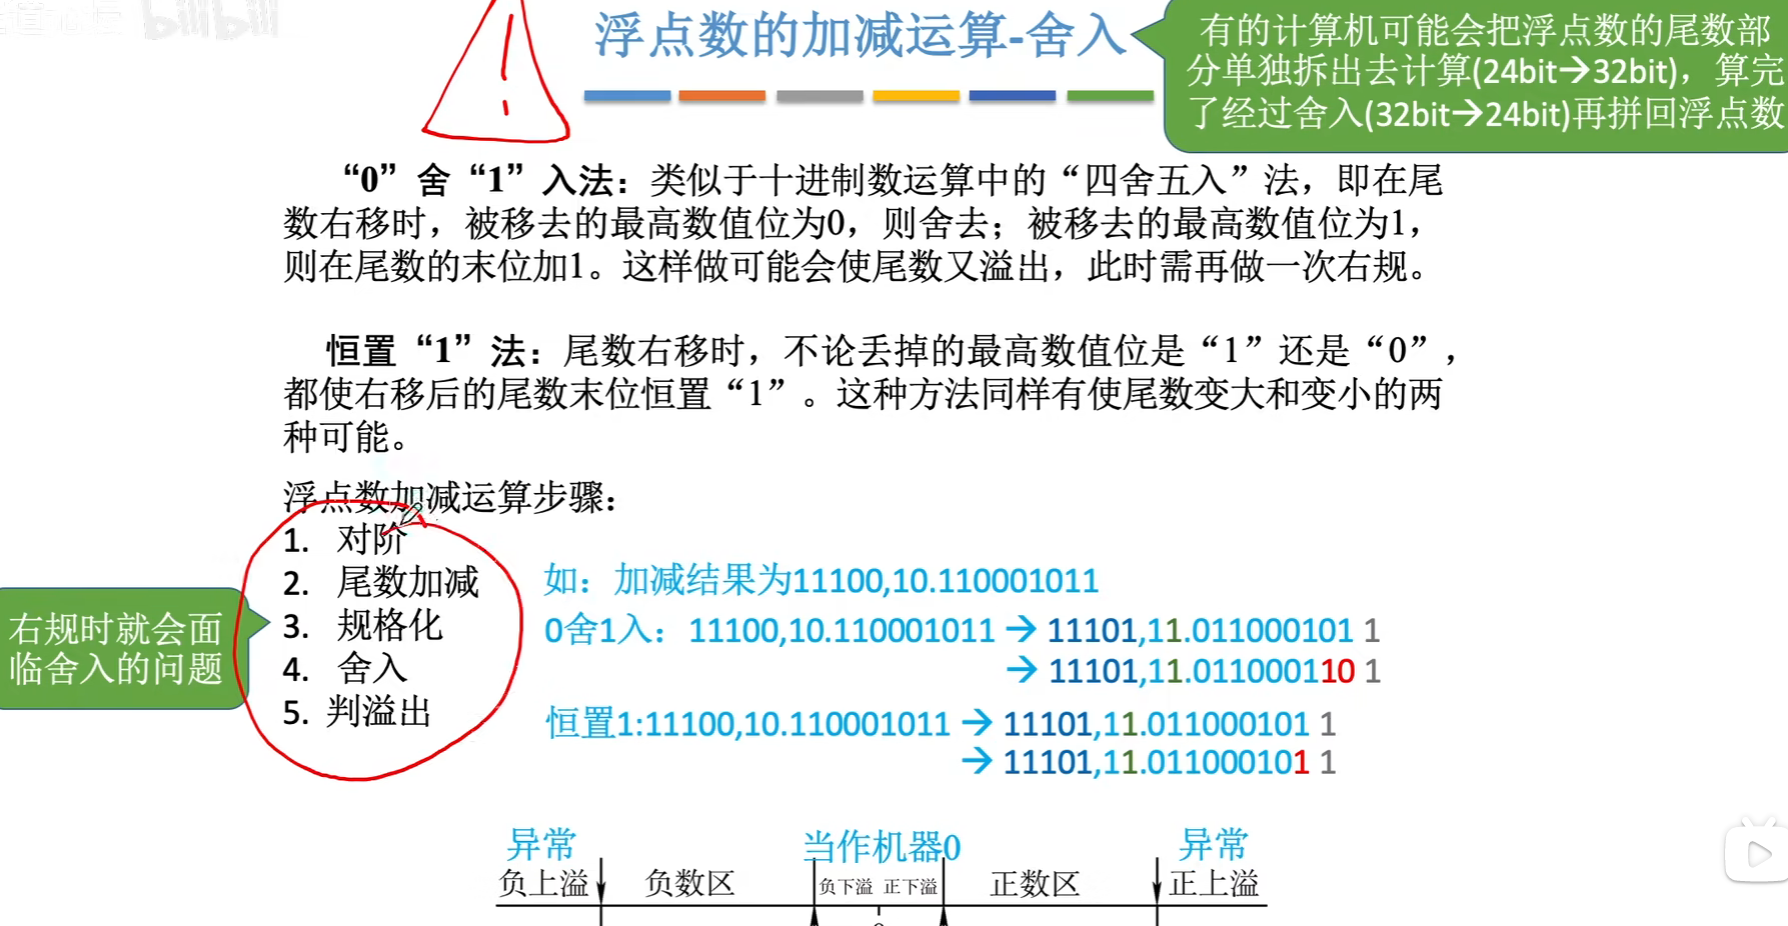 bilibili
浮点数的加减运算-舍入
有的计算机可能会把浮点数的尾数部
分单独拆出去计算(24bit→32bit)，算完
了经过舍入(32bit→24bit)再拼回浮点数
“0”舍“1”入法：类似于十进制数运算中的“四舍五入”法，即在尾
数右移时，被移去的最高数值位为0，则舍去；被移去的最高数值位为1，
则在尾数的末位加1。这样做可能会使尾数又溢出，此时需再做一次右规。
恒置“1”法：尾数右移时，不论丢掉的最高数值位是“1”还是“0”，
都使右移后的尾数末位恒置“1”。这种方法同样有使尾数变大和变小的两
种可能。
浮点数加减运算步骤：
1. 对阶
2. 尾数加减
3. 规格化
4. 舍入
5. 判溢出
右规时就会面
临舍入的问题
如：加减结果为11100,10.110001011
0舍1入：11100,10.110001011 → 11101,11.011000101 1
→ 11101,11.011000110 1
恒置1:11100,10.110001011 → 11101,11.011000101 1
→ 11101,11.011000101 1
异常 当作机器0 异常
负上溢 负数区 负下溢 正下溢 正数区 正上溢